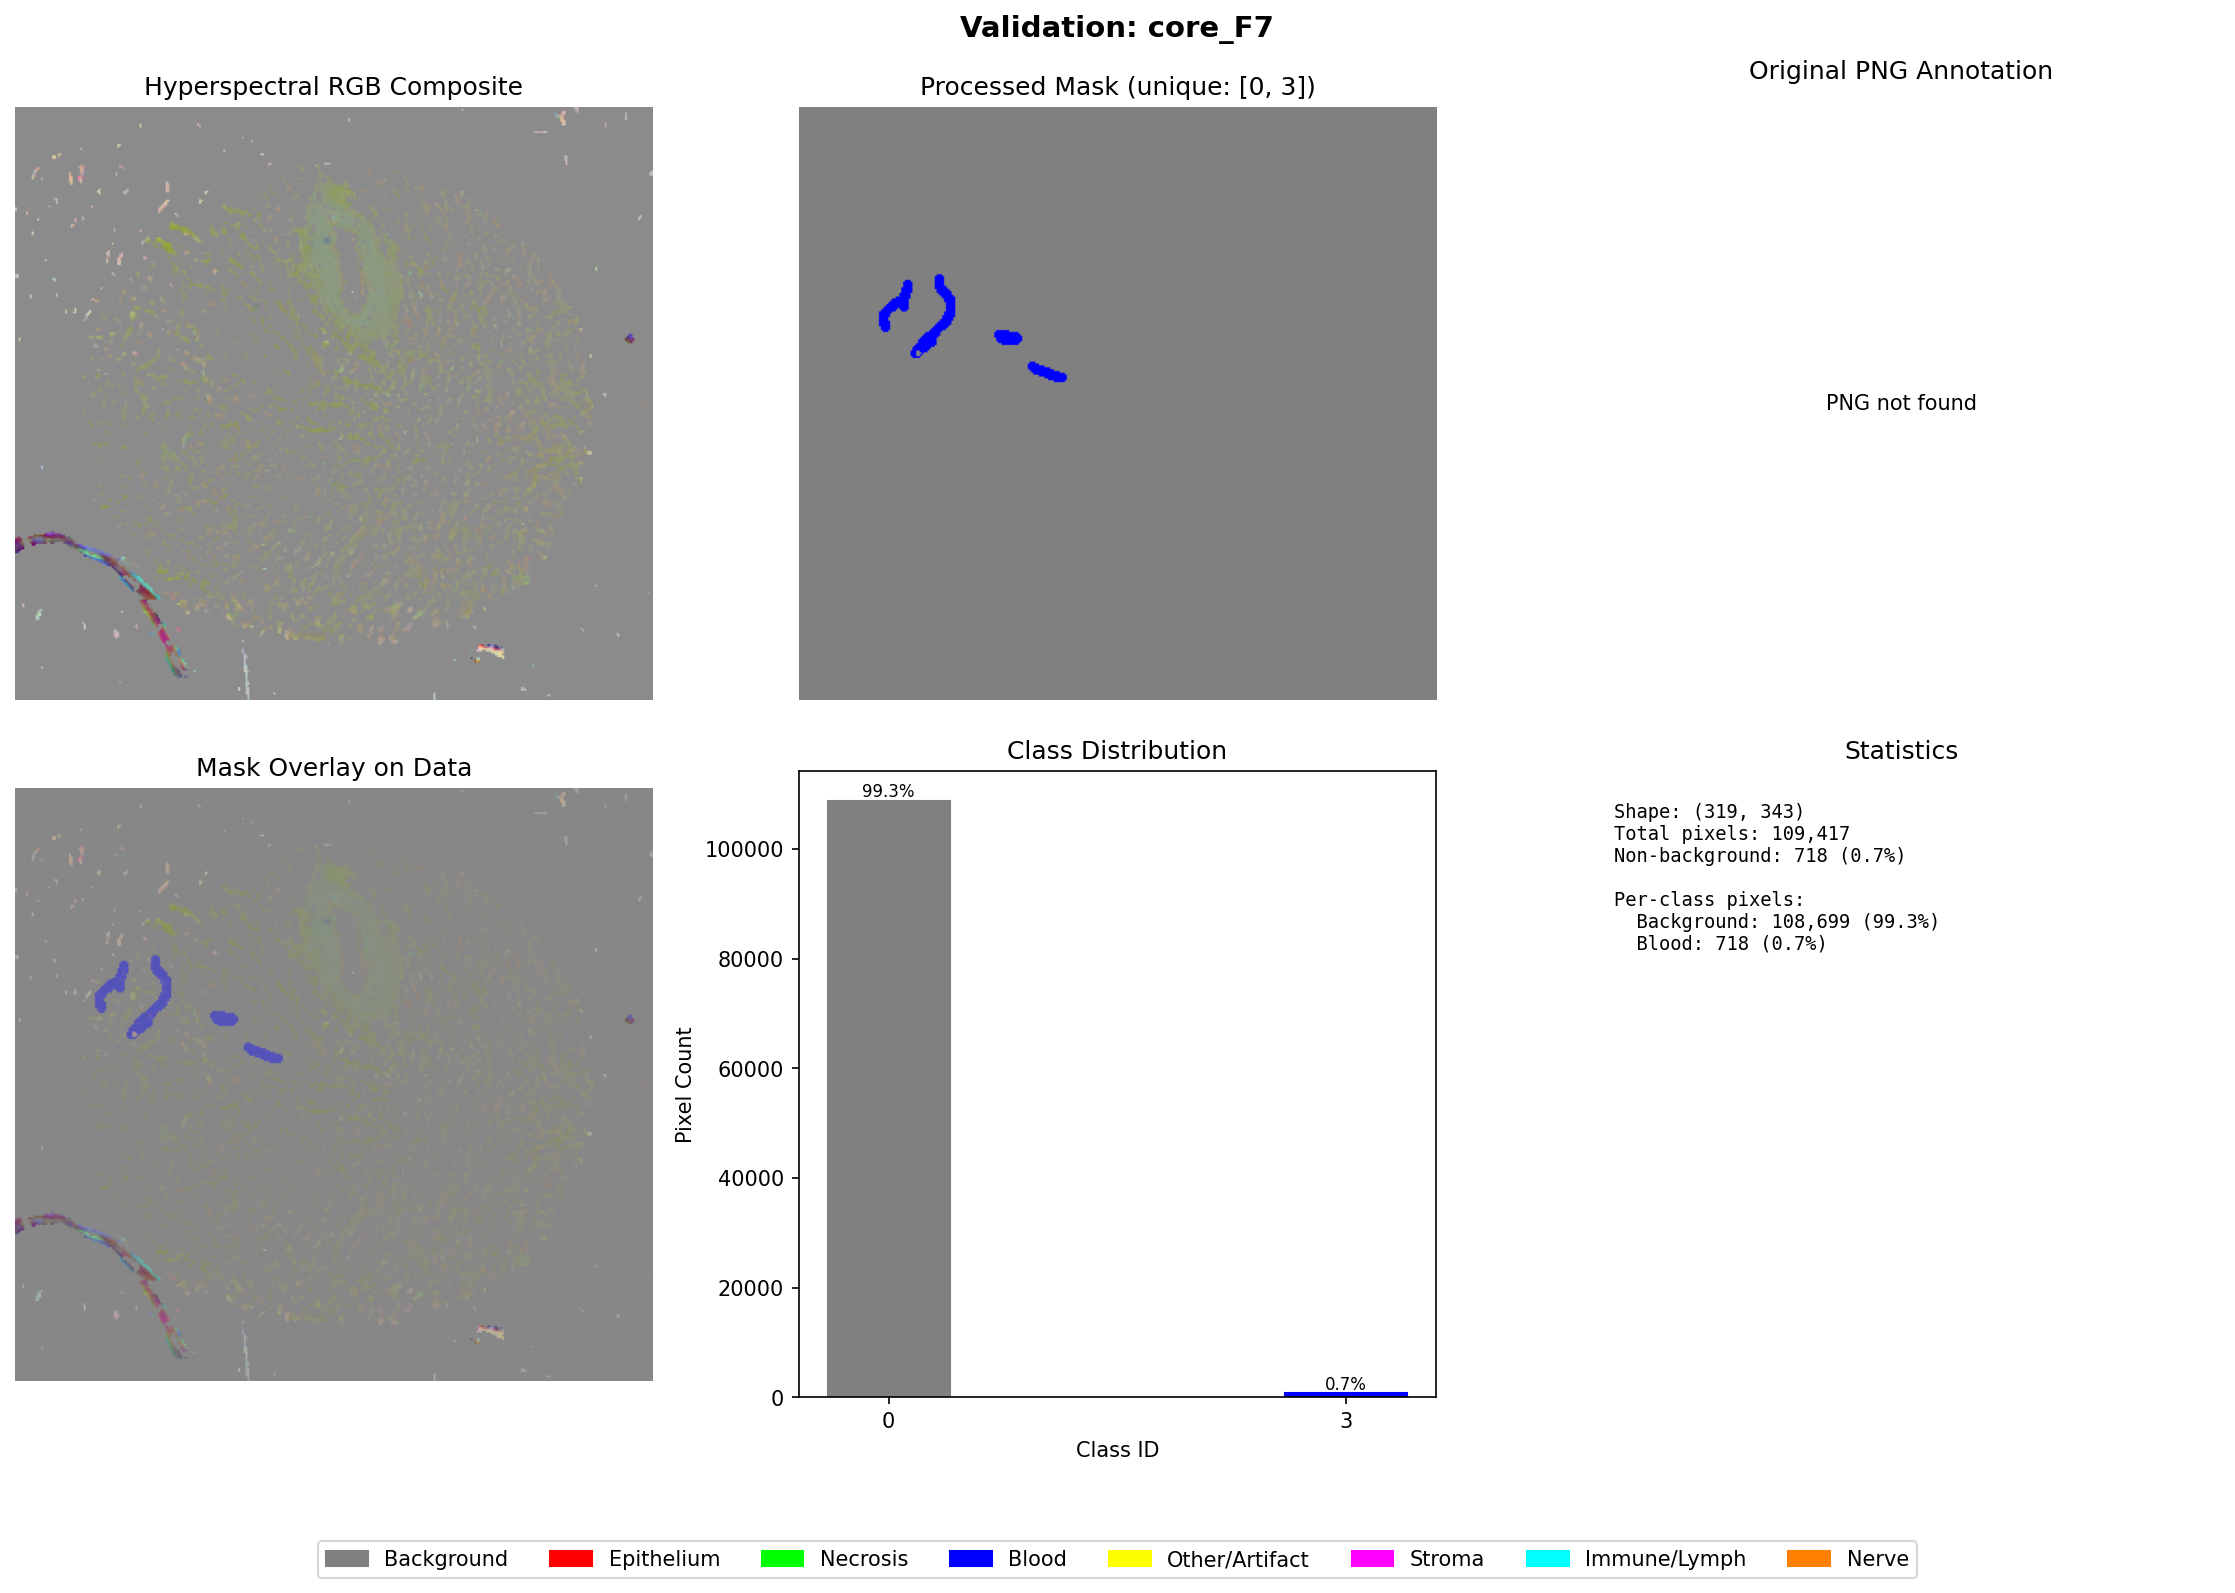 Validation: core_F7
Hyperspectral RGB Composite
Processed Mask (unique: [0, 3])
Original PNG Annotation
PNG not found
Mask Overlay on Data
Class Distribution
99.3%
0.7%
100000
80000
60000
40000
20000
0
Pixel Count
0
3
Class ID
Statistics
Shape: (319, 343)
Total pixels: 109,417
Non-background: 718 (0.7%)
Per-class pixels:
Background: 108,699 (99.3%)
Blood: 718 (0.7%)
Background
Epithelium
Necrosis
Blood
Other/Artifact
Stroma
Immune/Lymph
Nerve